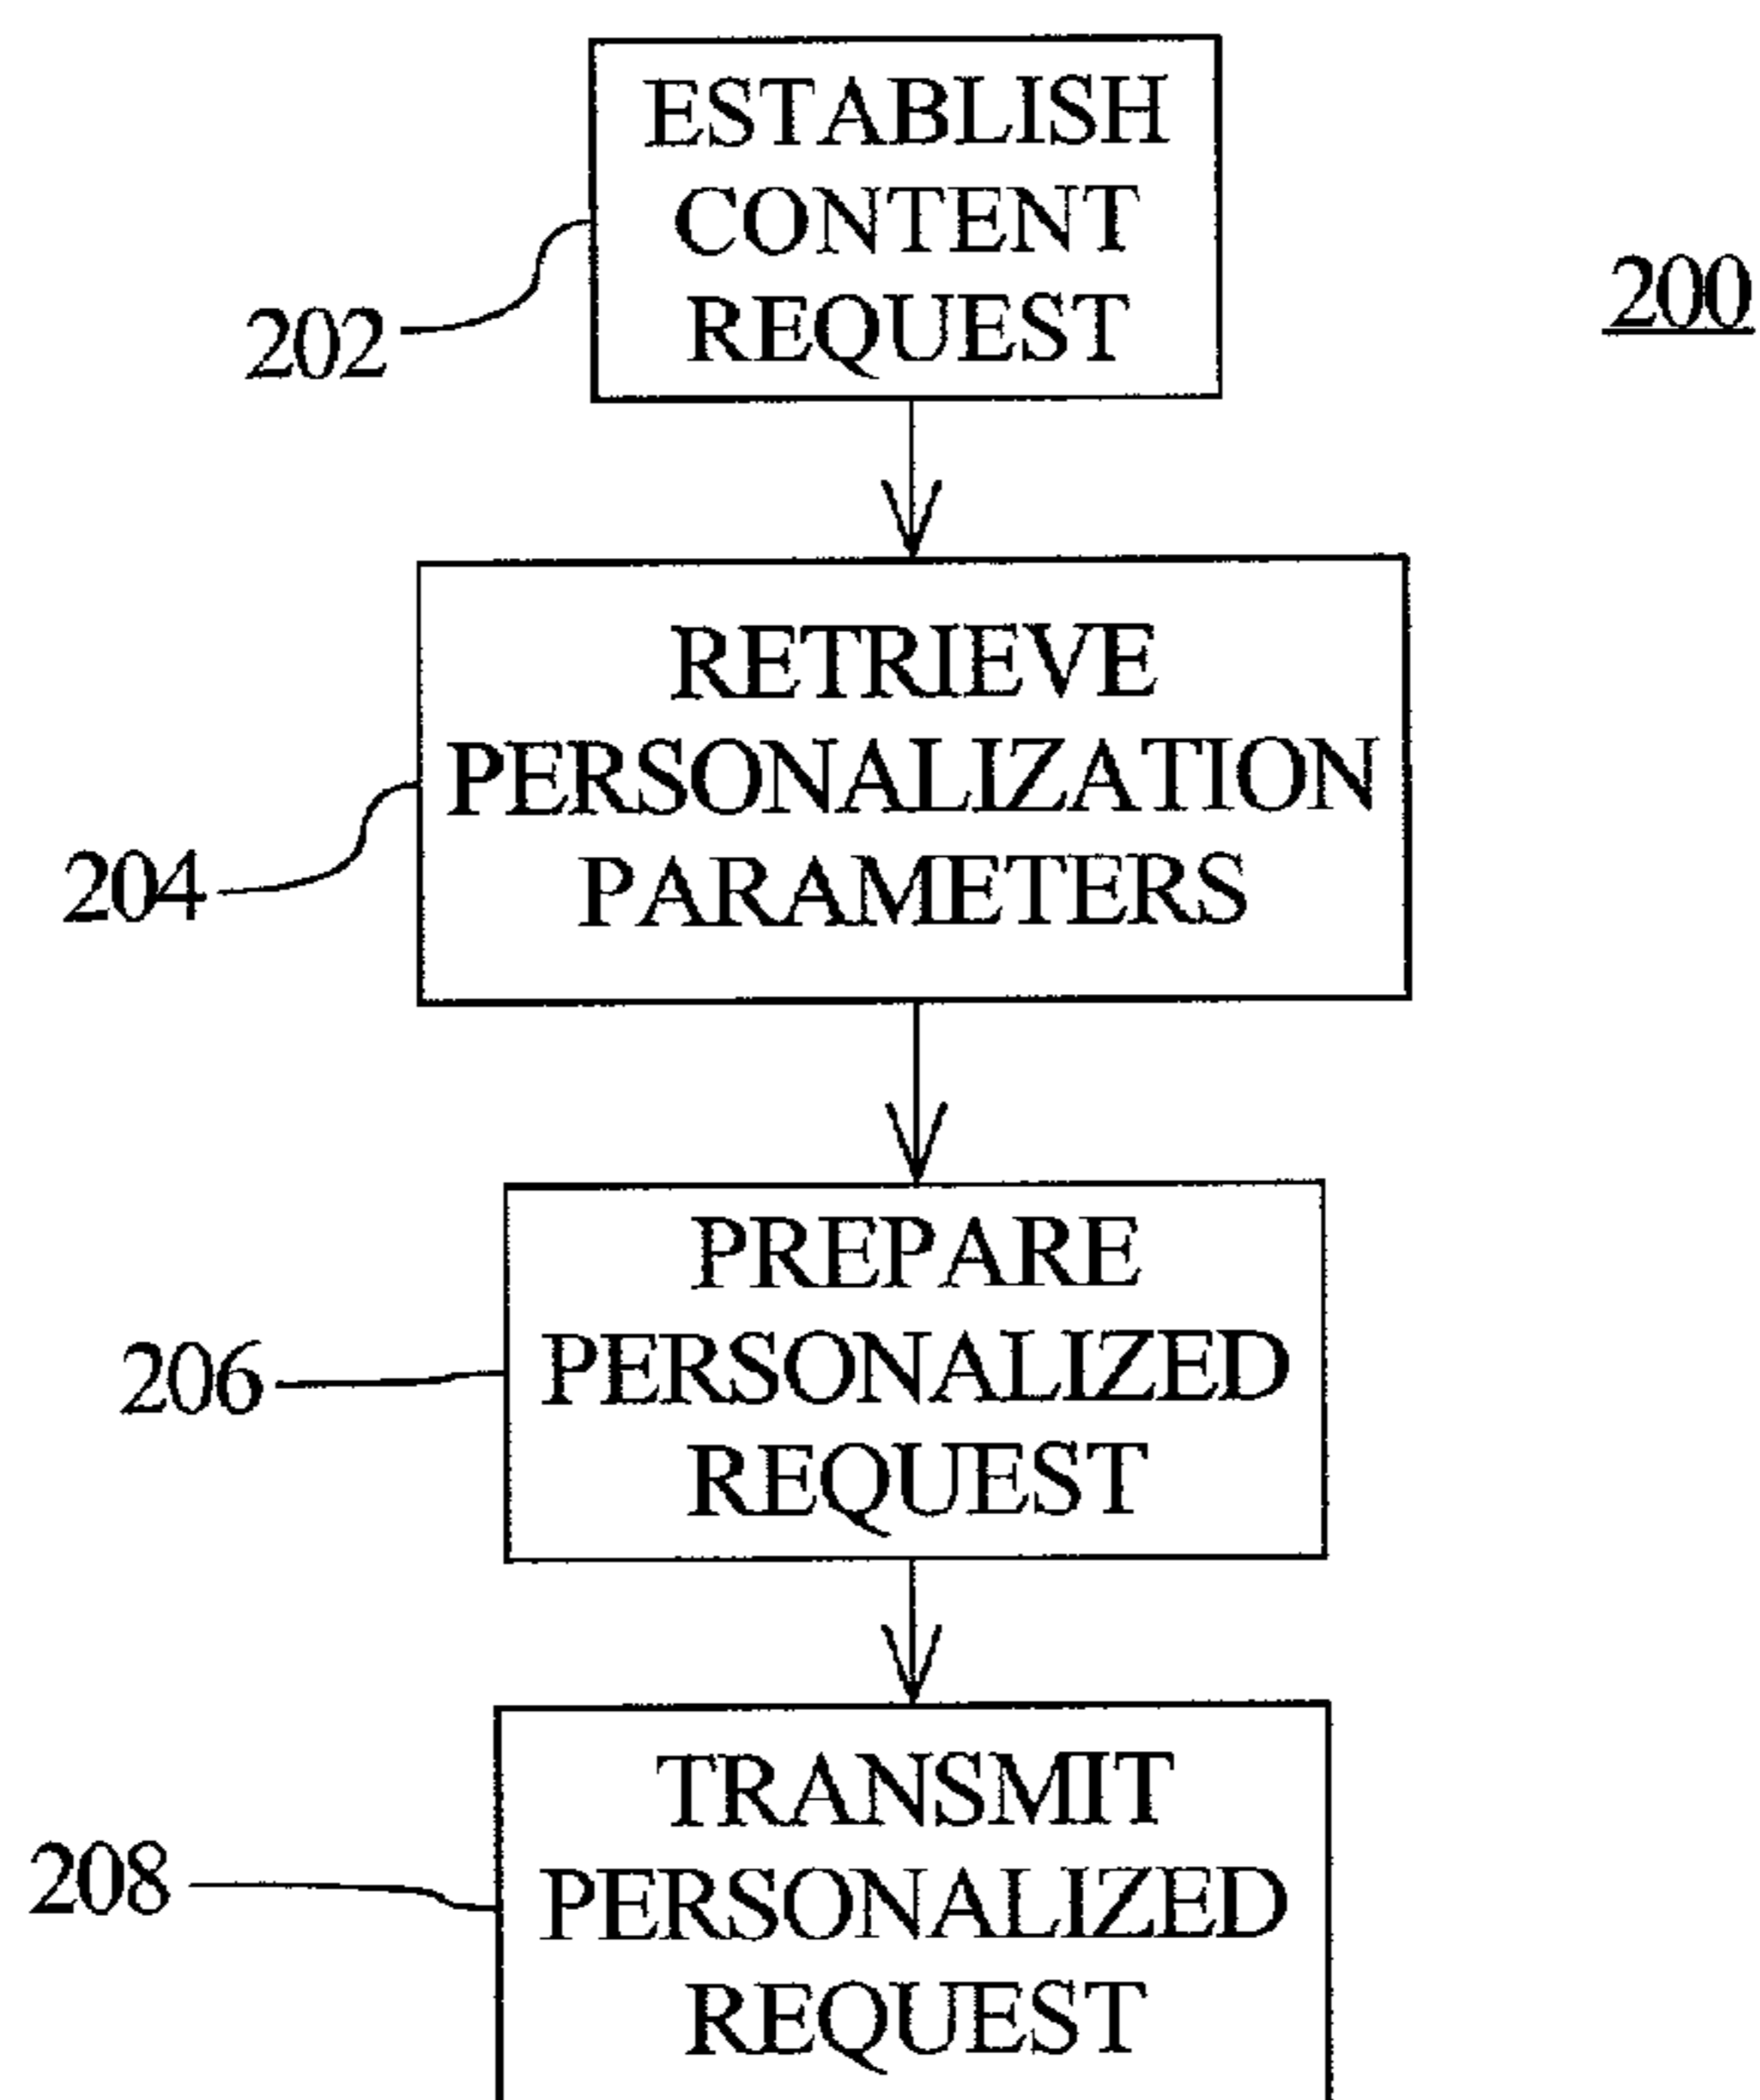 ESTABLISH
CONTENT
REQUEST
202
200
RETRIEVE
PERSONALIZATION
PARAMETERS
204
PREPARE
PERSONALIZED
REQUEST
206
TRANSMIT
PERSONALIZED
REQUEST
208